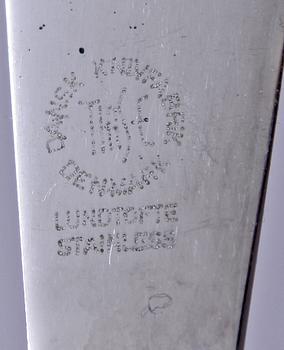 DANSK KNIVFABRIK
DENMARK
LUNDTOFTE
STAINLESS